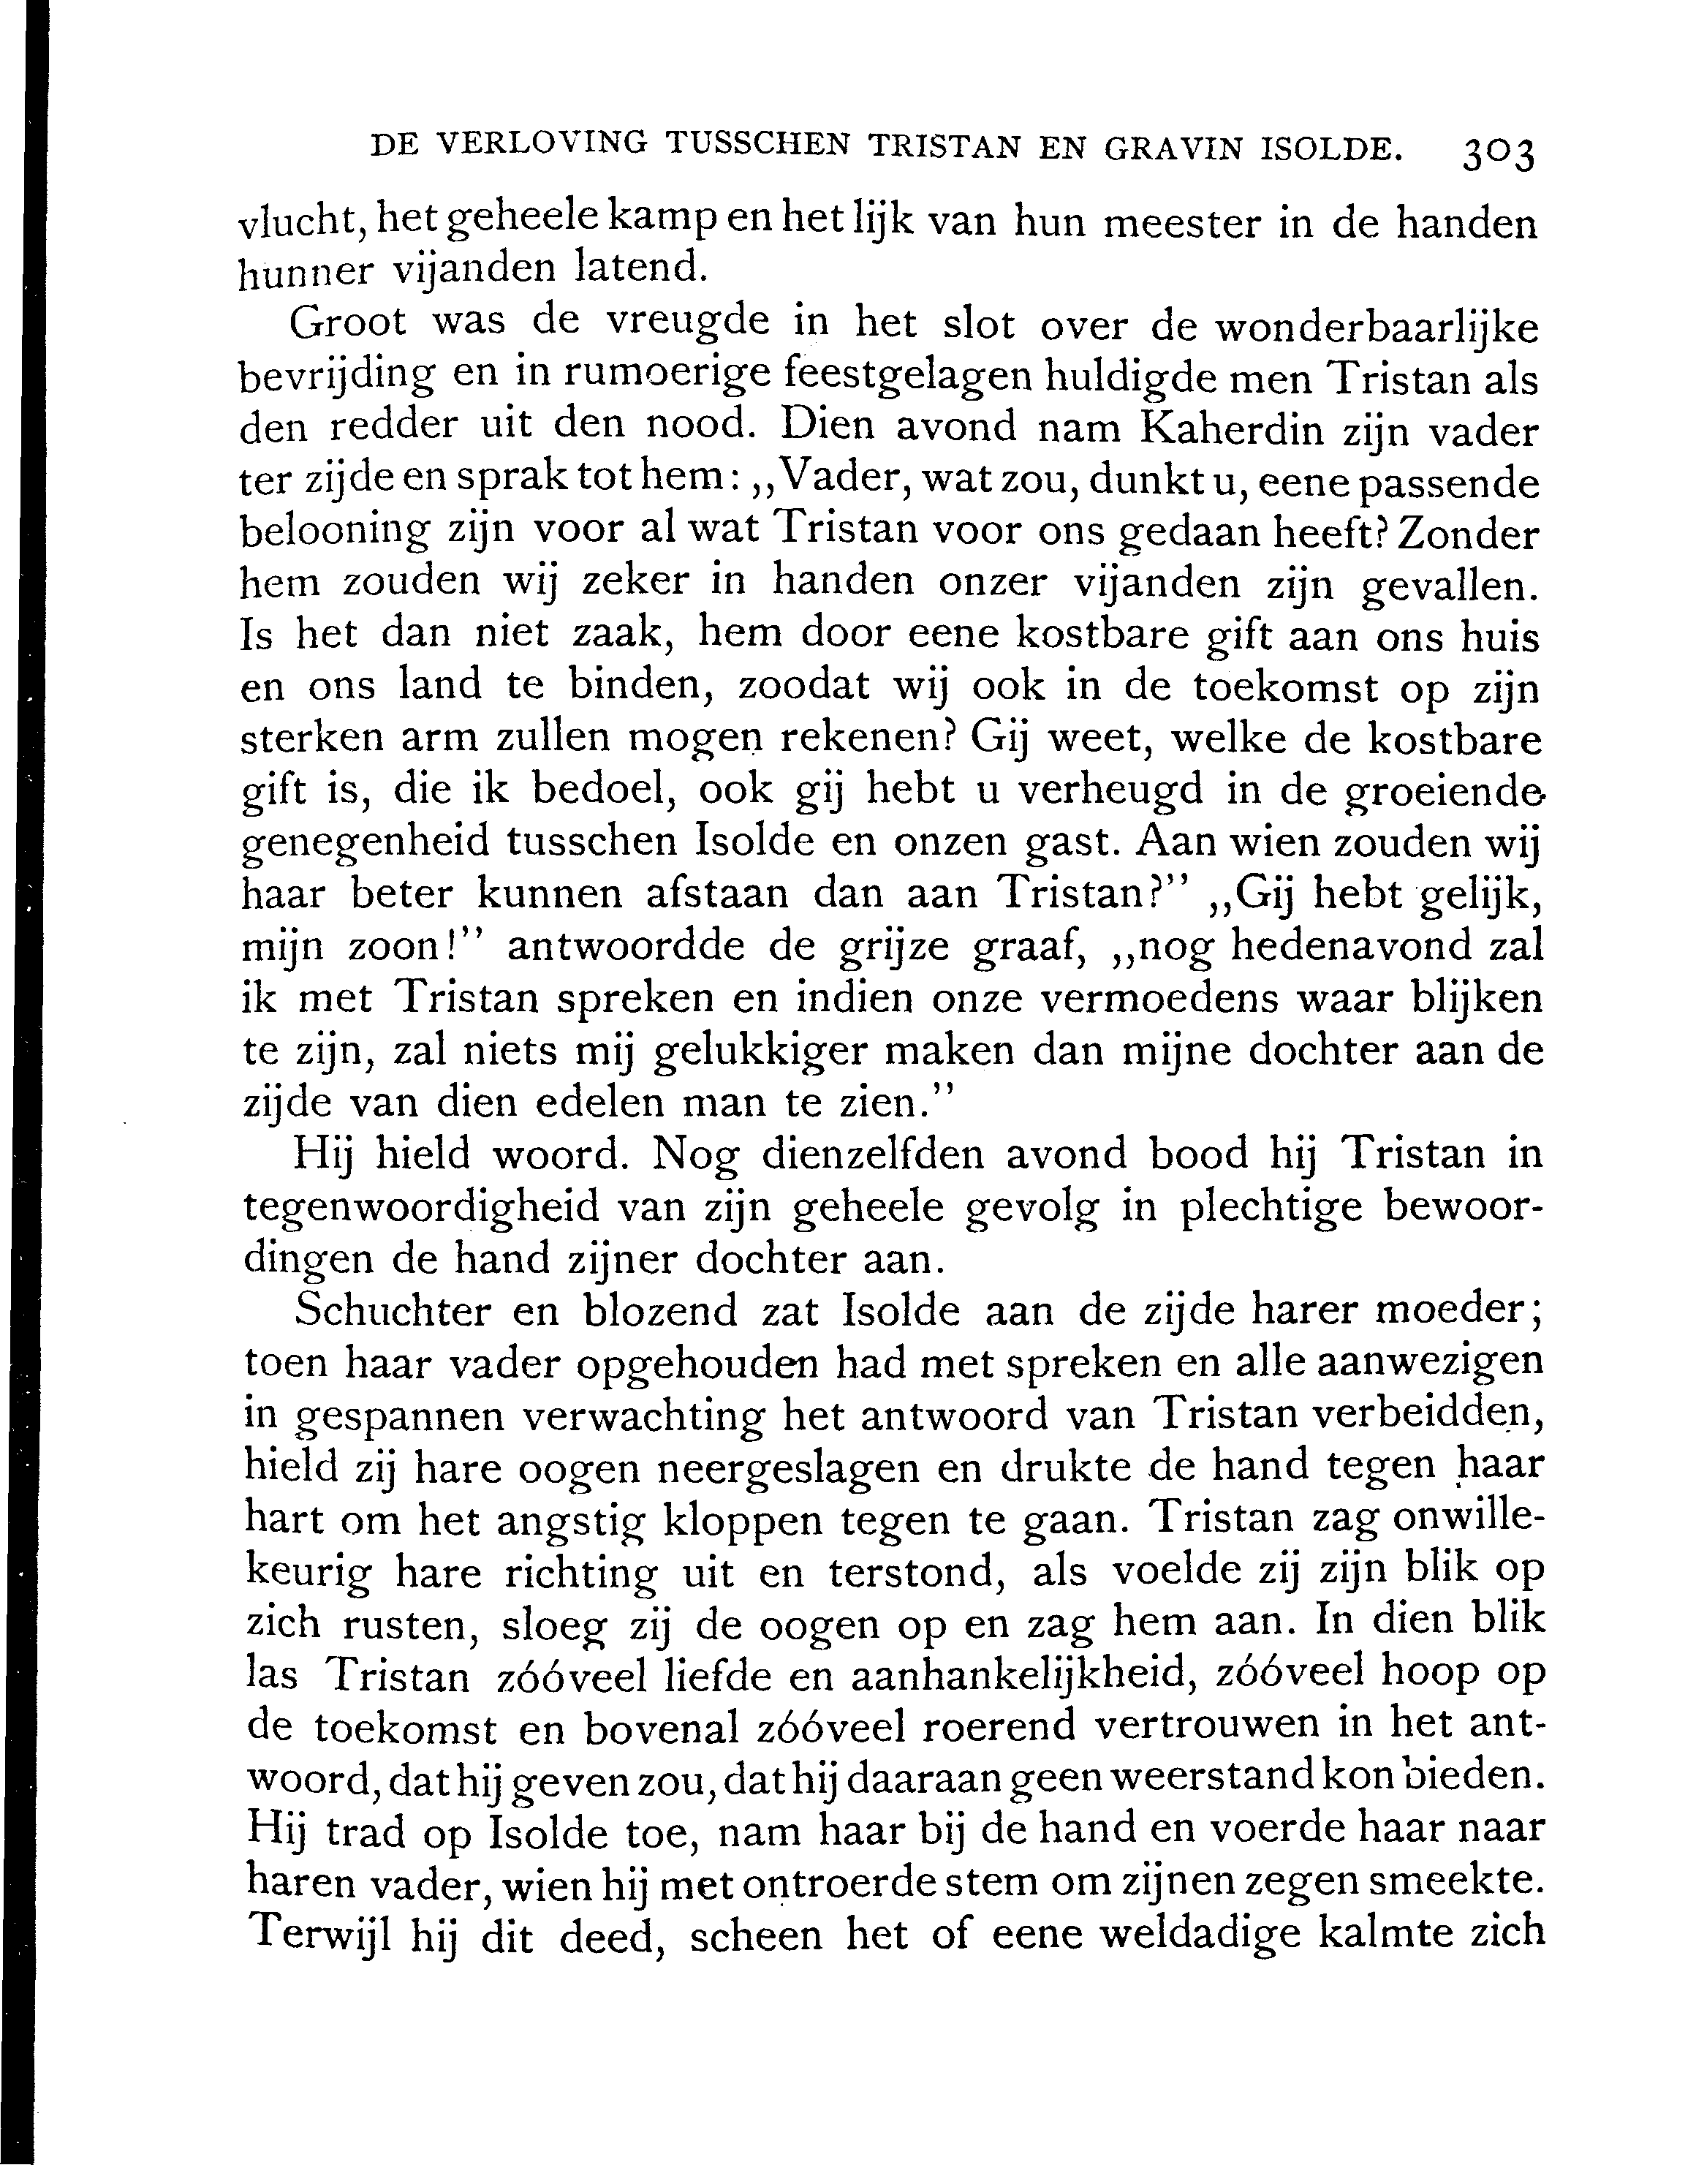 DE VERLOVING TUSSCHEN TRISTAN EN GRAVIN ISOLDE. 303
vlucht, het geheele kamp en het lijk van hun meester in de handen
hunner vijanden latend.
Groot was de vreugde in het slot over de wonderbaarlijke
bevrijding en in rumoerige feestgelagen huldigde men Tristan als
den redder uit den nood. Dien avond nam Kaherdin zijn vader
ter zijde en sprak tot hem: ,,Vader, wat zou, dunkt u, eene passende
belooning zijn voor al wat Tristan voor ons gedaan heeft? Zonder
hem zouden wij zeker in handen onzer vijanden zijn gevallen.
Is het dan niet zaak, hem door eene kostbare gift aan ons huis
en ons land te binden, zoodat wij ook in de toekomst op zijn
sterken arm zullen mogen rekenen? Gij weet, welke de kostbare
gift is, die ik bedoel, ook gij hebt u verheugd in de groeiende
genegenheid tusschen Isolde en onzen gast. Aan wien zouden wij
haar beter kunnen afstaan dan aan Tristan?" ,,Gij hebt gelijk,
mijn zoon!" antwoordde de grijze graaf, ,,nog hedenavond zal
ik met Tristan spreken en indien onze vermoedens waar blijken
te zijn, zal niets mij gelukkiger maken dan mijne dochter aan de
zijde van dien edelen man te zien."
Hij hield woord. Nog dienzelfden avond bood hij Tristan in
tegenwoordigheid van zijn geheele gevolg in plechtige bewoor-
dingen de hand zijner dochter aan.
Schuchter en blozend zat Isolde aan de zijde harer moeder;
toen haar vader opgehouden had met spreken en alle aanwezigen
in gespannen verwachting het antwoord van Tristan verbeidden,
hield zij hare oogen neergeslagen en drukte de hand tegen haar
hart om het angstig kloppen tegen te gaan. Tristan zag onwille-
keurig hare richting uit en terstond, als voelde zij zijn blik op
zich rusten, sloeg zij de oogen op en zag hem aan. In dien blik
las Tristan zóóveel liefde en aanhankelijkheid, zóóveel hoop op
de toekomst en bovenal zóóveel roerend vertrouwen in het ant-
woord, dat hij geven zou, dat hij daaraan geen weerstand kon bieden.
Hij trad op Isolde toe, nam haar bij de hand en voerde haar naar
haren vader, wien hij met ontroerde stem om zijnen zegen smeekte.
Terwijl hij dit deed, scheen het of eene weldadige kalmte zich